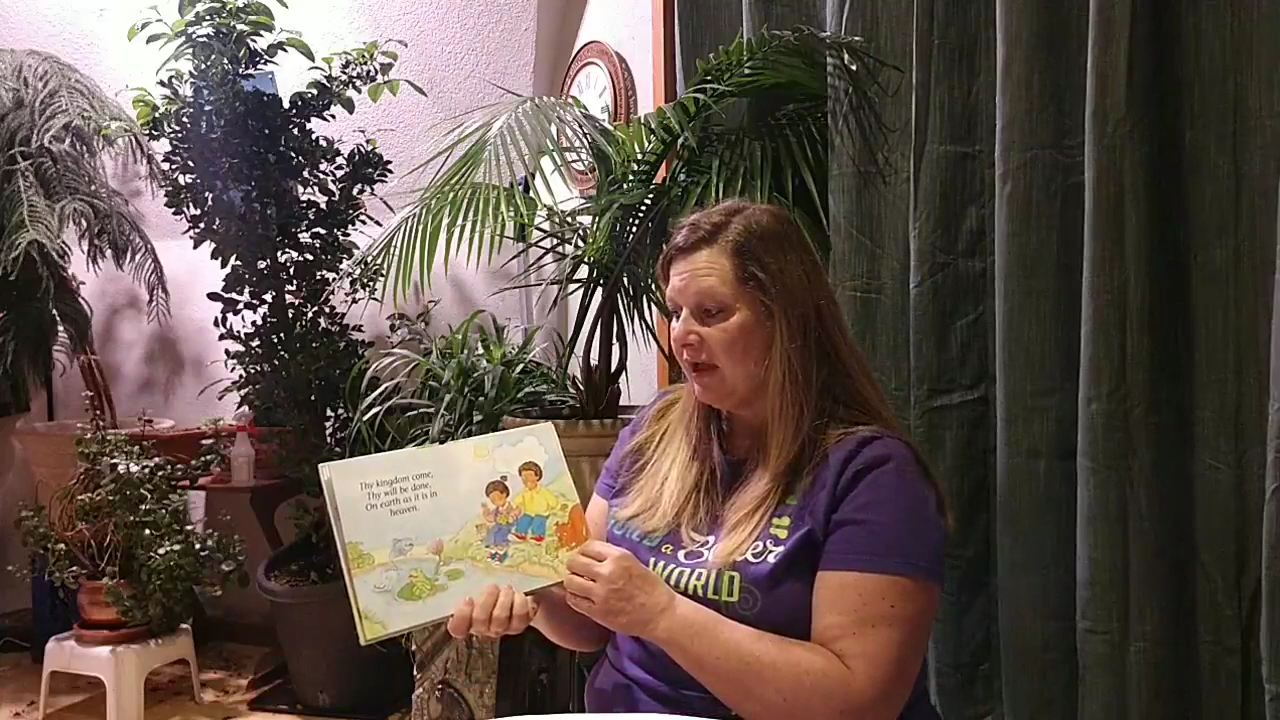 Thy kingdom come,
Thy will be done,
On earth as it is in
heaven.
a Better
WORLD